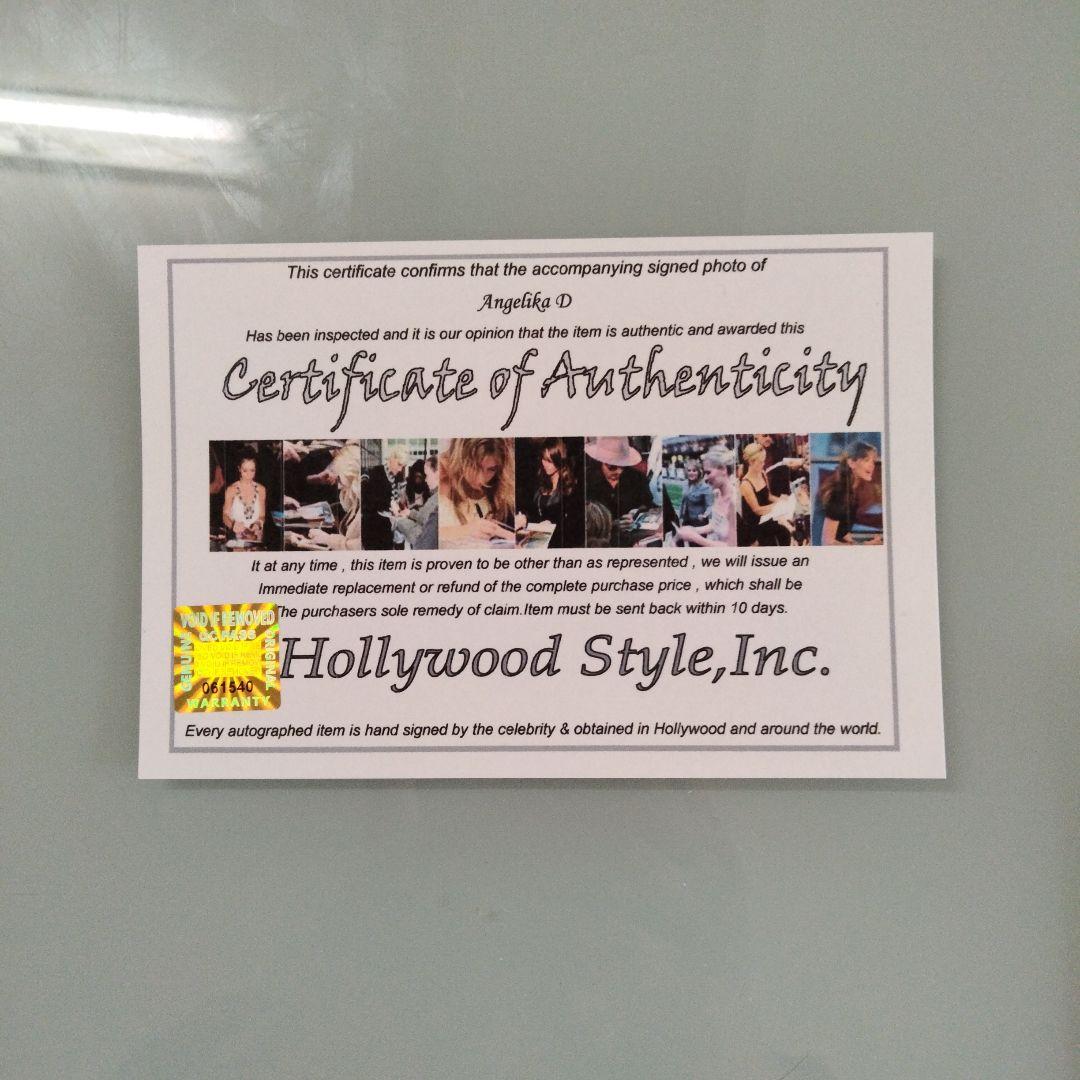 This certificate confirms that the accompanying signed photo of
Angelika D
Has been inspected and it is our opinion that the item is authentic and awarded this
Certificate of Authenticity
It at any time , this item is proven to be other than as represented , we will issue an
Immediate replacement or refund of the complete purchase price , which shall be
The purchasers sole remedy of claim.Item must be sent back within 10 days.
VOID IF REMOVED
QC PASS
GENUINE
ORIGINAL
061540
WARRANTY
Hollywood Style,Inc.
Every autographed item is hand signed by the celebrity & obtained in Hollywood and around the world.